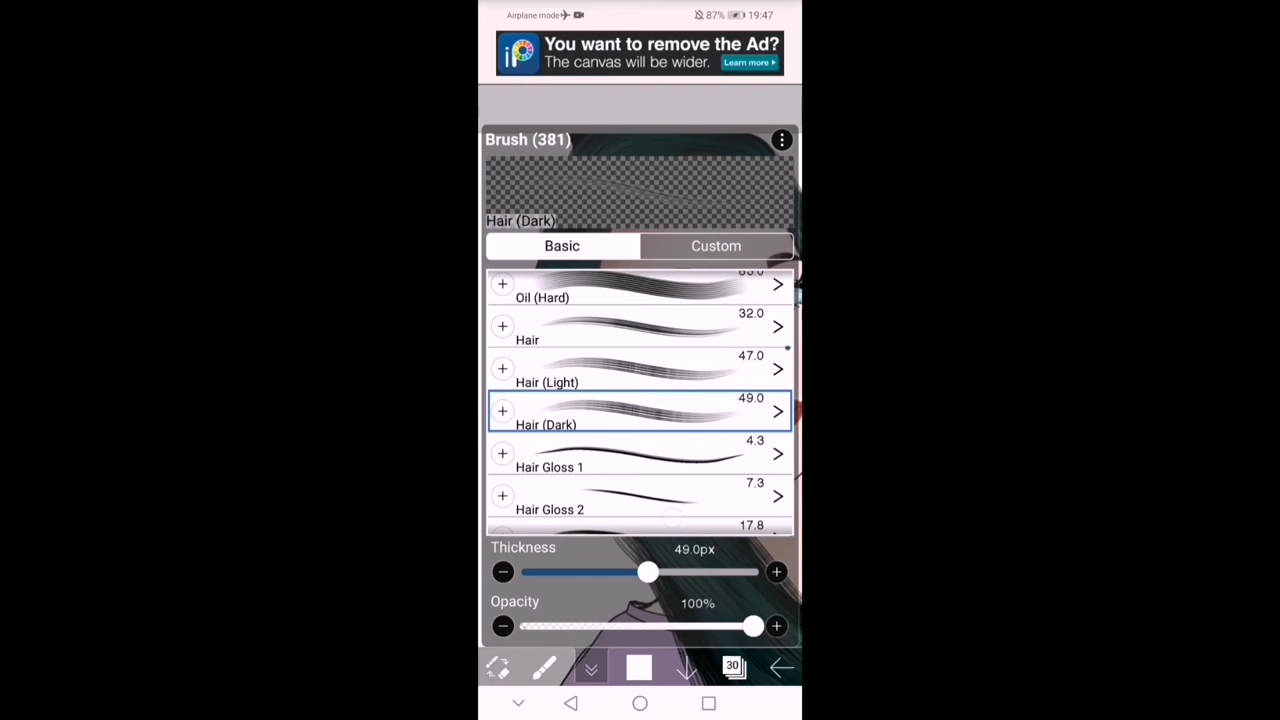 Airplane mode 87% 19:47
iP You want to remove the Ad?
The canvas will be wider. Learn more
Brush (381)
Hair (Dark)
Basic Custom
Oil (Hard)
32.0
Hair
47.0
Hair (Light)
49.0
Hair (Dark)
4.3
Hair Gloss 1
7.3
Hair Gloss 2
17.8
Thickness 49.0px
Opacity 100%
30